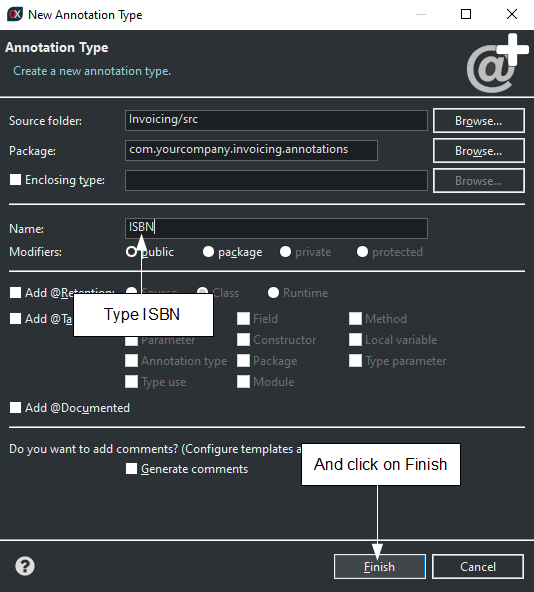 New Annotation Type
Annotation Type
Create a new annotation type.
@
Source folder: Invoicing/src Browse...
Package: com.yourcompany.invoicing.annotations Browse...
Enclosing type: Browse...
Name: ISBN
Modifiers: public package private protected
Add @Retention: Source Class Runtime
Type ISBN
Add @Ta Field Method
Parameter Constructor Local variable
Annotation type Package Type parameter
Type use Module
Add @Documented
Do you want to add comments? (Configure templates a
Generate comments
And click on Finish
? Finish Cancel